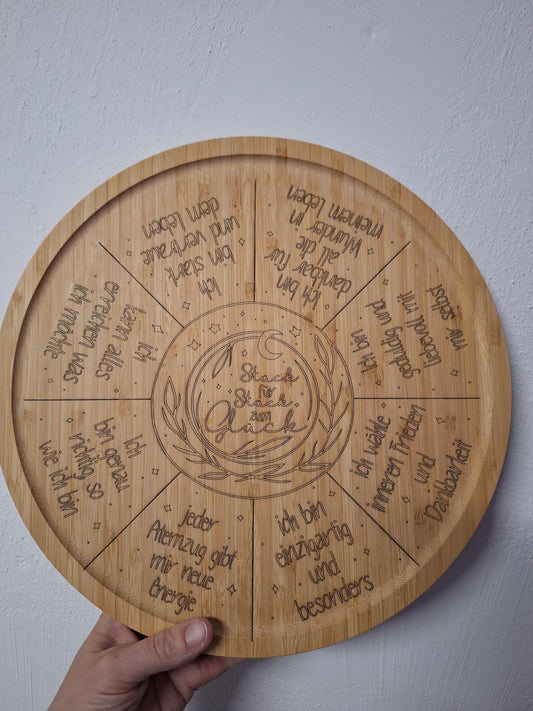 Stück
für
Stück
zum
Glück
Ich bin
dankbar für
all die
Wunder in
meinem Leben
Ich bin
geduldig und
liebevoll mit
mir selbst
Ich wähle
inneren Frieden
und
Dankbarkeit
ich bin
einzigartig
und
besonders
jeder
Atemzug gibt
mir neue
Energie
Ich
bin genau
richtig so
wie ich bin
Ich
kann alles
erreichen was
ich möchte
Ich
bin stark
und vertraue
dem Leben